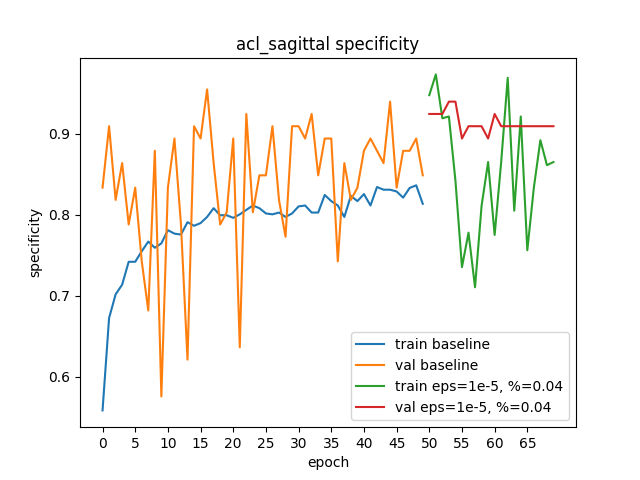 acl_sagittal specificity
specificity
0.9
0.8
0.7
0.6
0 5 10 15 20 25 30 35 40 45 50 55 60 65
epoch
train baseline
val baseline
train eps=1e-5, %=0.04
val eps=1e-5, %=0.04